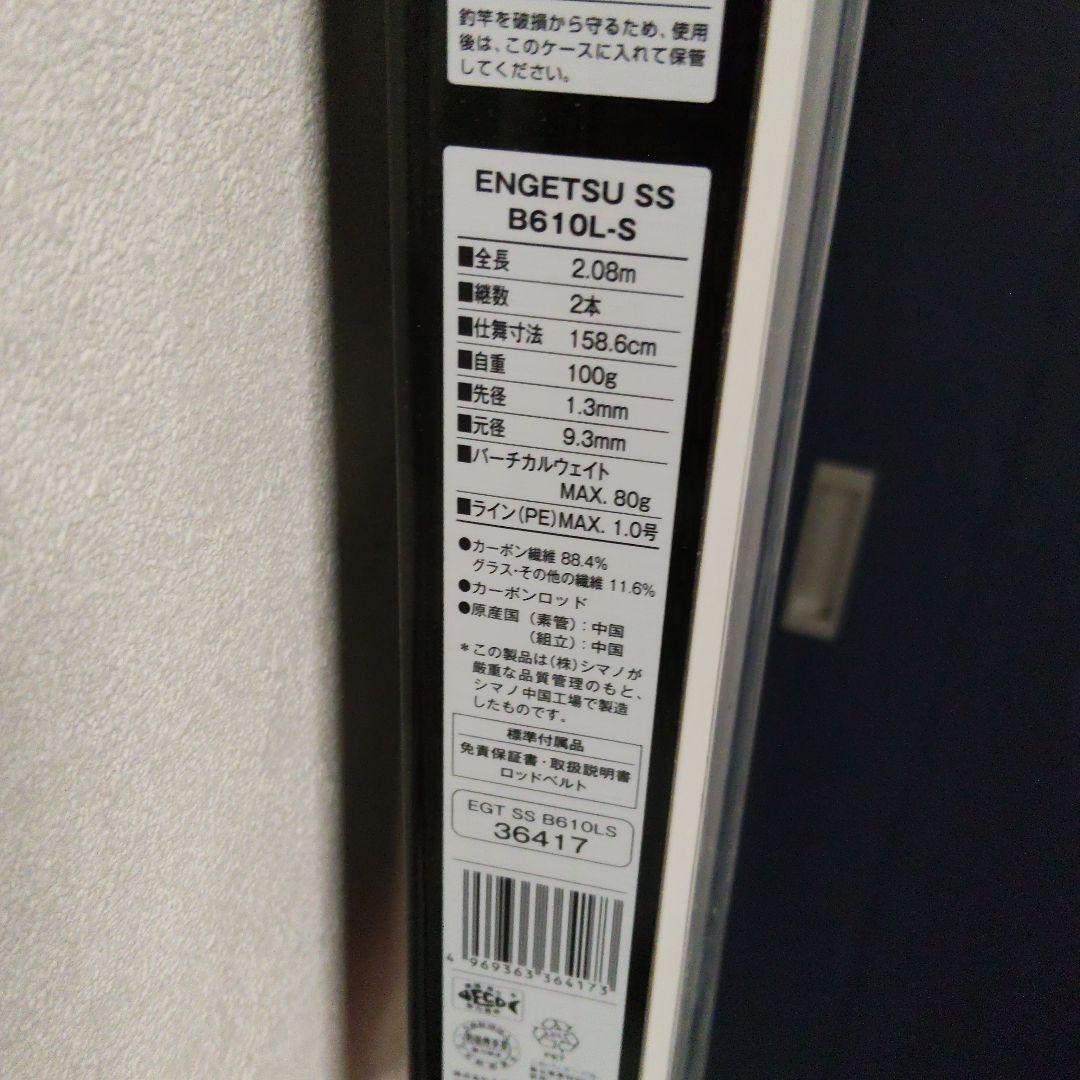 釣竿を破損から守るため、使用
後は、このケースに入れて保管
してください。
ENGETSU SS
B610L-S
■全長 2.08m
■継数 2本
■仕舞寸法 158.6cm
■自重 100g
■先径 1.3mm
■元径 9.3mm
■バーチカルウェイト
MAX. 80g
■ライン(PE)MAX. 1.0号
●カーボン繊維 88.4%
グラス・その他の繊維 11.6%
●カーボンロッド
●原産国(素管):中国
(組立):中国
*この製品は(株)シマノが
厳重な品質管理のもと、
シマノ中国工場で製造
したものです。
標準付属品
免責保証書・取扱説明書
ロッドベルト
EGT SS B610LS
36417
4 969363 364173